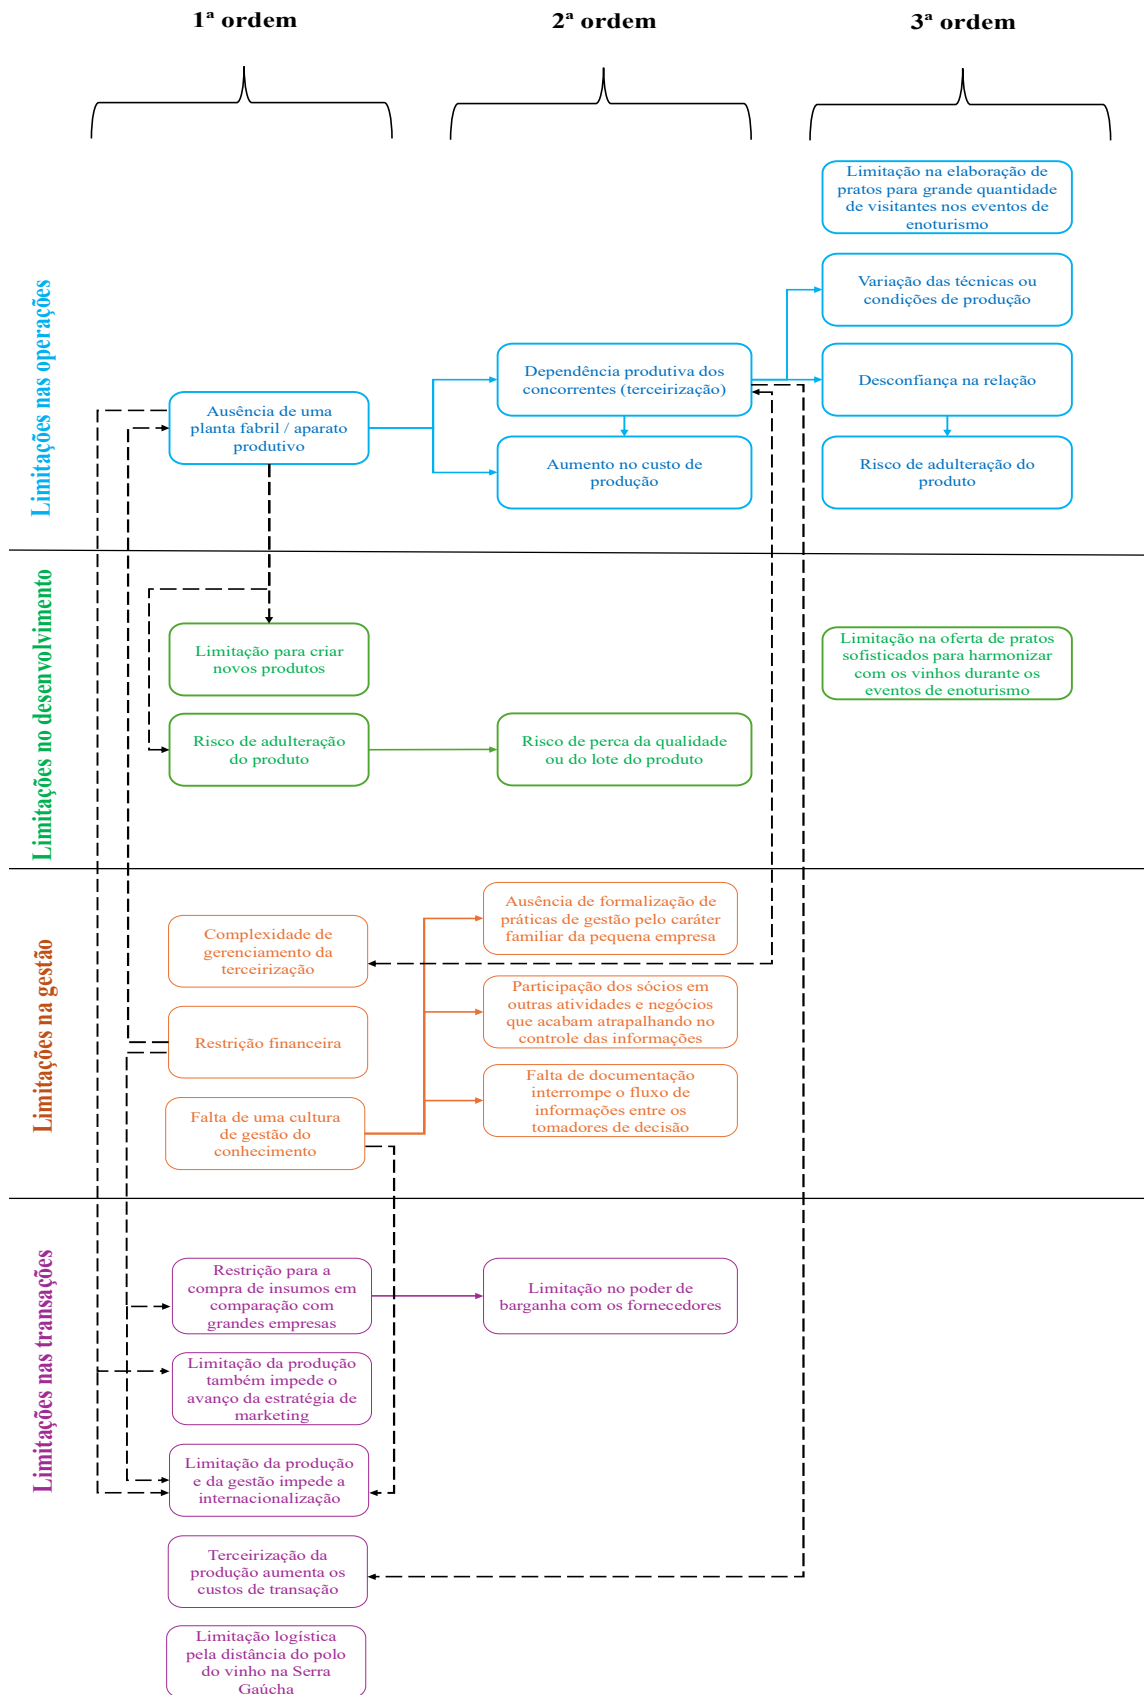 1ª ordem
2ª ordem
3ª ordem
Limitações nas operações
Limitação na elaboração de
pratos para grande quantidade
de visitantes nos eventos de
enoturismo
Variação das técnicas ou
condições de produção
Dependência produtiva dos
concorrentes (terceirização)
Desconfiança na relação
Ausência de uma
planta fabril / aparato
produtivo
Aumento no custo de
produção
Risco de adulteração do
produto
Limitações no desenvolvimento
Limitação para criar
novos produtos
Limitação na oferta de pratos
sofisticados para harmonizar
com os vinhos durante os
eventos de enoturismo
Risco de adulteração
do produto
Risco de perca da qualidade
ou do lote do produto
Limitações na gestão
Complexidade de
gerenciamento da
terceirização
Ausência de formalização de
práticas de gestão pelo caráter
familiar da pequena empresa
Restrição financeira
Participação dos sócios em
outras atividades e negócios
que acabam atrapalhando no
controle das informações
Falta de uma cultura
de gestão do
conhecimento
Falta de documentação
interrompe o fluxo de
informações entre os
tomadores de decisão
Limitações nas transações
Restrição para a
compra de insumos em
comparação com
grandes empresas
Limitação no poder de
barganha com os fornecedores
Limitação da produção
também impede o
avanço da estratégia de
marketing
Limitação da produção
e da gestão impede a
internacionalização
Terceirização da
produção aumenta os
custos de transação
Limitação logística
pela distância do polo
do vinho na Serra
Gaúcha